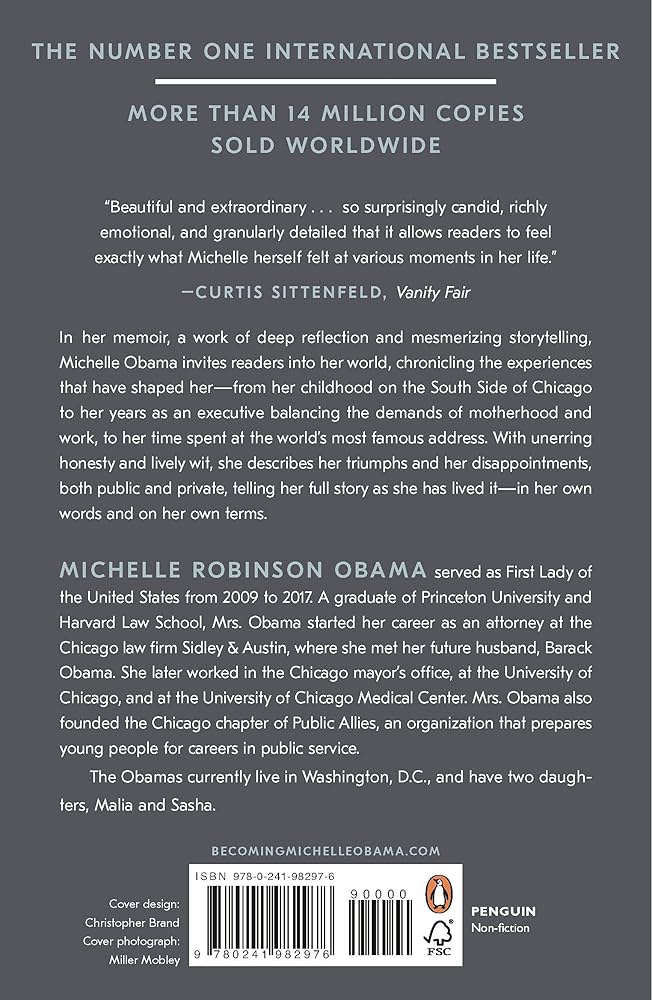 THE NUMBER ONE INTERNATIONAL BESTSELLER
MORE THAN 14 MILLION COPIES
SOLD WORLDWIDE
“Beautiful and extraordinary . . . so surprisingly candid, richly
emotional, and granularly detailed that it allows readers to feel
exactly what Michelle herself felt at various moments in her life.”
—CURTIS SITTENFELD, Vanity Fair
In her memoir, a work of deep reflection and mesmerizing storytelling,
Michelle Obama invites readers into her world, chronicling the experiences
that have shaped her—from her childhood on the South Side of Chicago
to her years as an executive balancing the demands of motherhood and
work, to her time spent at the world’s most famous address. With unerring
honesty and lively wit, she describes her triumphs and her disappointments,
both public and private, telling her full story as she has lived it—in her own
words and on her own terms.
MICHELLE ROBINSON OBAMA served as First Lady of
the United States from 2009 to 2017. A graduate of Princeton University and
Harvard Law School, Mrs. Obama started her career as an attorney at the
Chicago law firm Sidley & Austin, where she met her future husband, Barack
Obama. She later worked in the Chicago mayor’s office, at the University of
Chicago, and at the University of Chicago Medical Center. Mrs. Obama also
founded the Chicago chapter of Public Allies, an organization that prepares
young people for careers in public service.
The Obamas currently live in Washington, D.C., and have two daugh-
ters, Malia and Sasha.
BECOMINGMICHELLEOBAMA.COM
Cover design:
Christopher Brand
Cover photograph:
Miller Mobley
ISBN 978-0-241-98297-6
90000
9 780241 982976
FSC®
PENGUIN
Non-fiction